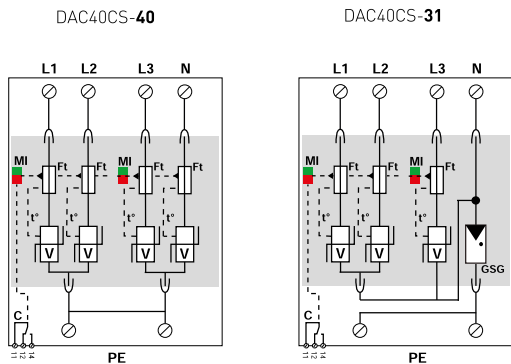 DAC40CS-40
L1 L2 L3 N
MI Ft Ft MI Ft Ft
t° t° t° t°
V V V V
C
11 12 14
PE
DAC40CS-31
L1 L2 L3 N
MI Ft Ft MI Ft
t° t° t°
V V V
GSG
C
11 12 14
PE